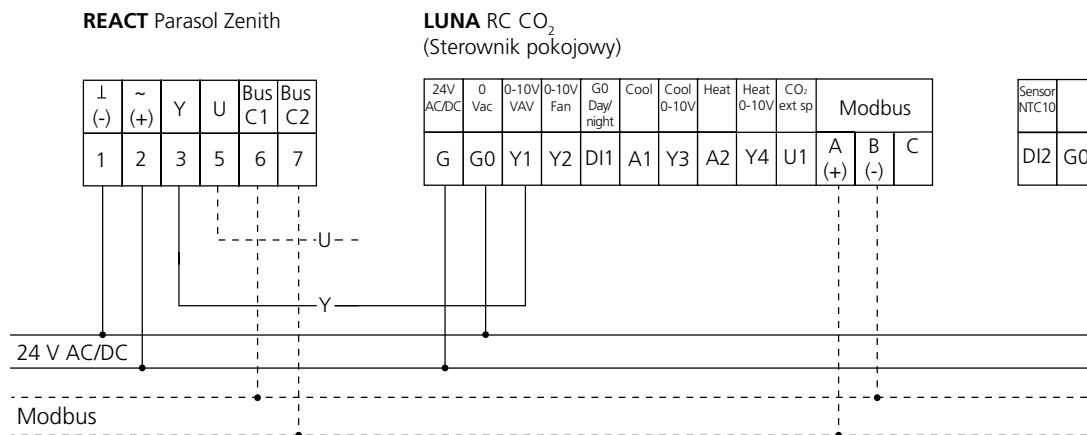 REACT Parasol Zenith
LUNA RC CO₂
(Sterownik pokojowy)
⊥ (-) ~ (+) Y U Bus C1 Bus C2
1 2 3 5 6 7
24V AC/DC 0 Vac 0-10V VAV 0-10V Fan G0 Day/ night Cool Cool 0-10V Heat Heat 0-10V CO₂ ext sp Modbus
G G0 Y1 Y2 DI1 A1 Y3 A2 Y4 U1 A (+) B (-) C
Sensor NTC10
DI2 G0
U
Y
24 V AC/DC
Modbus